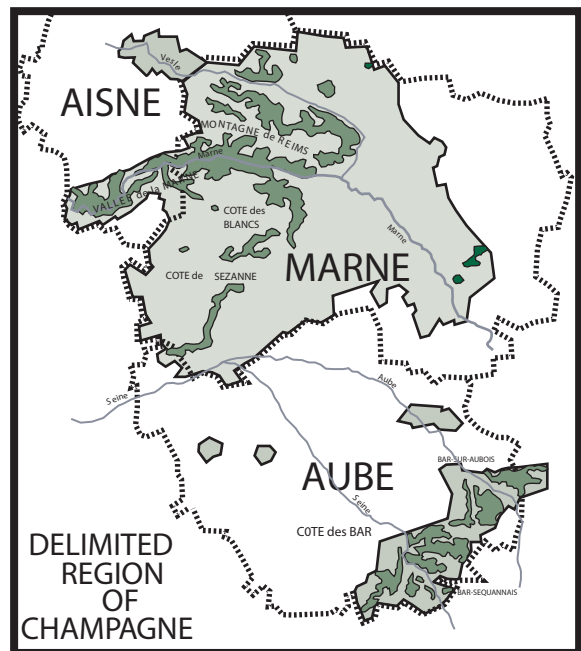 Vesle
AISNE
MONTAGNE de REIMS
Marne
VALLEE de la MARNE
COTE des
BLANCS
Marne
MARNE
COTE de SEZANNE
Seine
Aube
BAR-SUR-AUBOIS
AUBE
Seine
C0TE des BAR
DELIMITED
REGION
OF
CHAMPAGNE
BAR-SEQUANNAIS